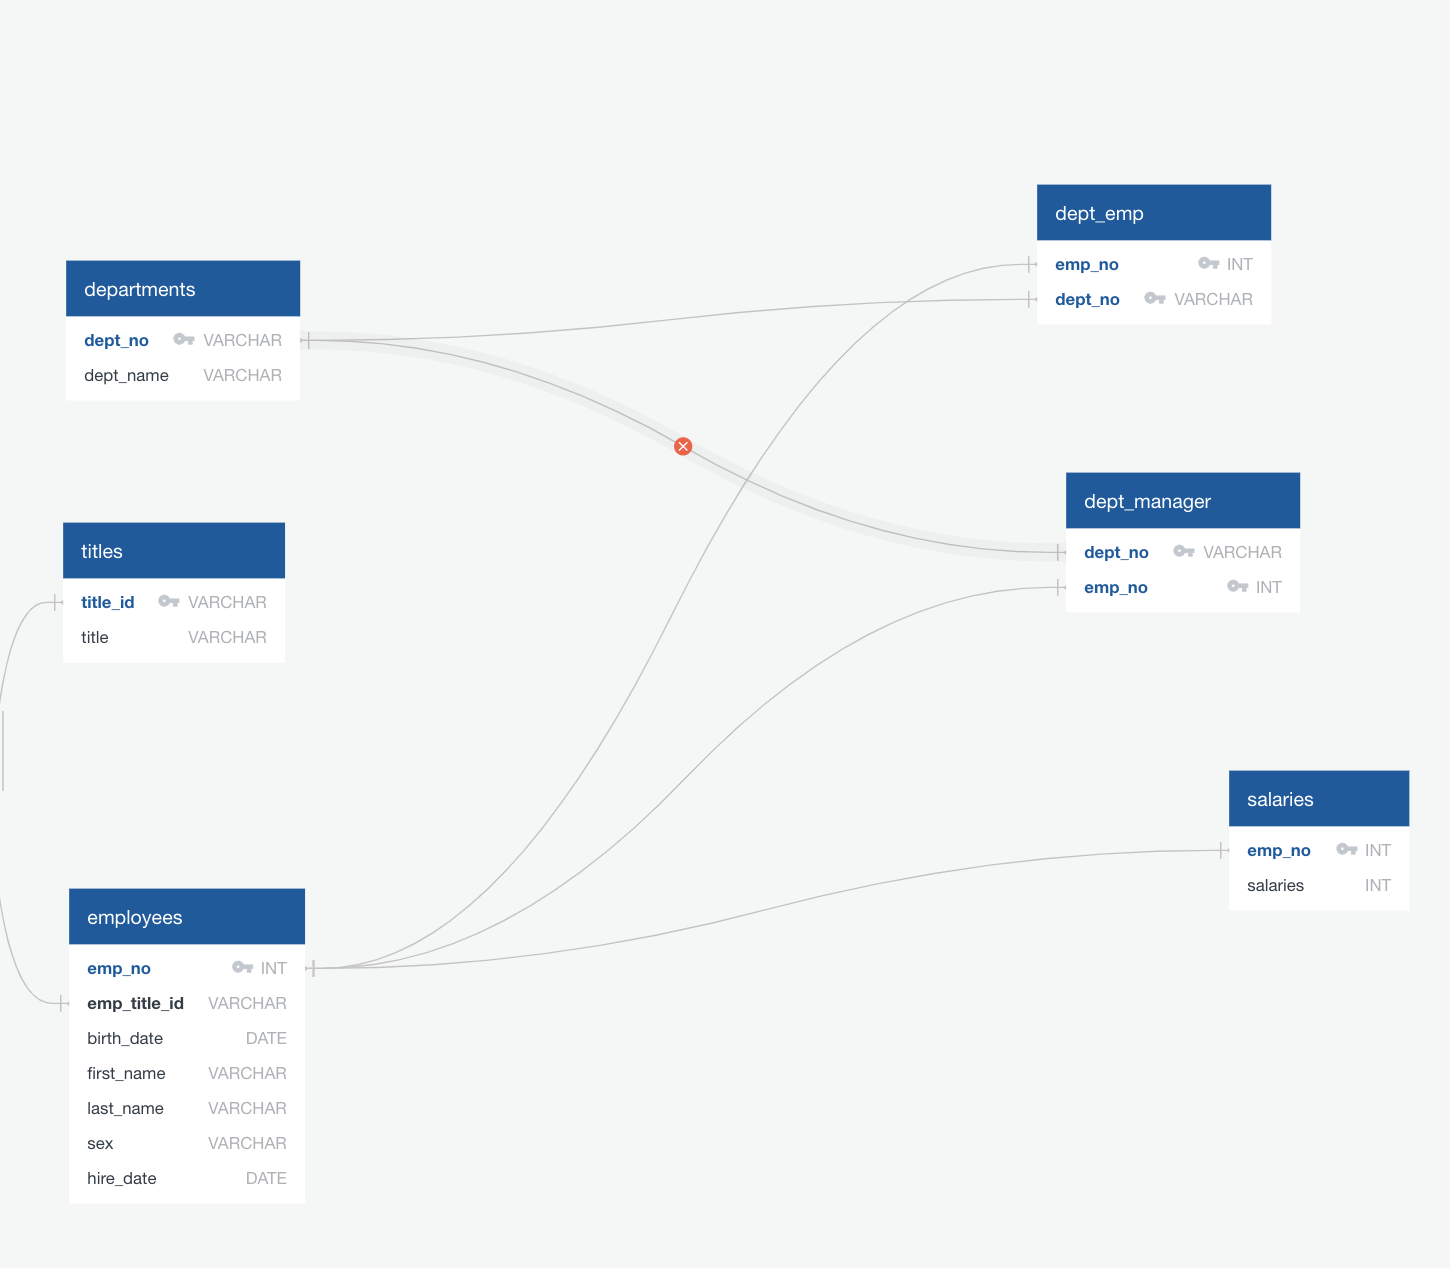 departments
dept_no VARCHAR
dept_name VARCHAR
titles
title_id VARCHAR
title VARCHAR
employees
emp_no INT
emp_title_id VARCHAR
birth_date DATE
first_name VARCHAR
last_name VARCHAR
sex VARCHAR
hire_date DATE
dept_emp
emp_no INT
dept_no VARCHAR
dept_manager
dept_no VARCHAR
emp_no INT
salaries
emp_no INT
salaries INT